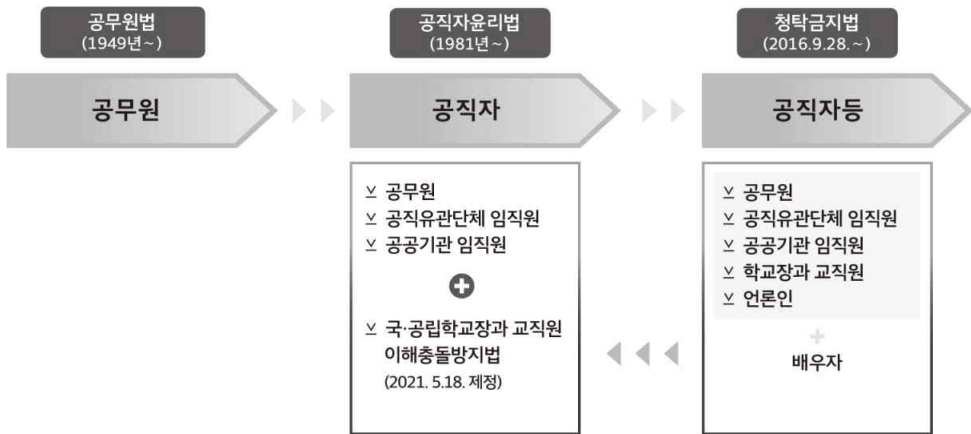 공무원법
(1949년~)
공직자윤리법
(1981년~)
청탁금지법
(2016.9.28.~)
공무원
공직자
공직자등
공무원
공직유관단체 임직원
공공기관 임직원
국·공립학교장과 교직원
이해충돌방지법
(2021. 5.18. 제정)
공무원
공직유관단체 임직원
공공기관 임직원
학교장과 교직원
언론인
배우자